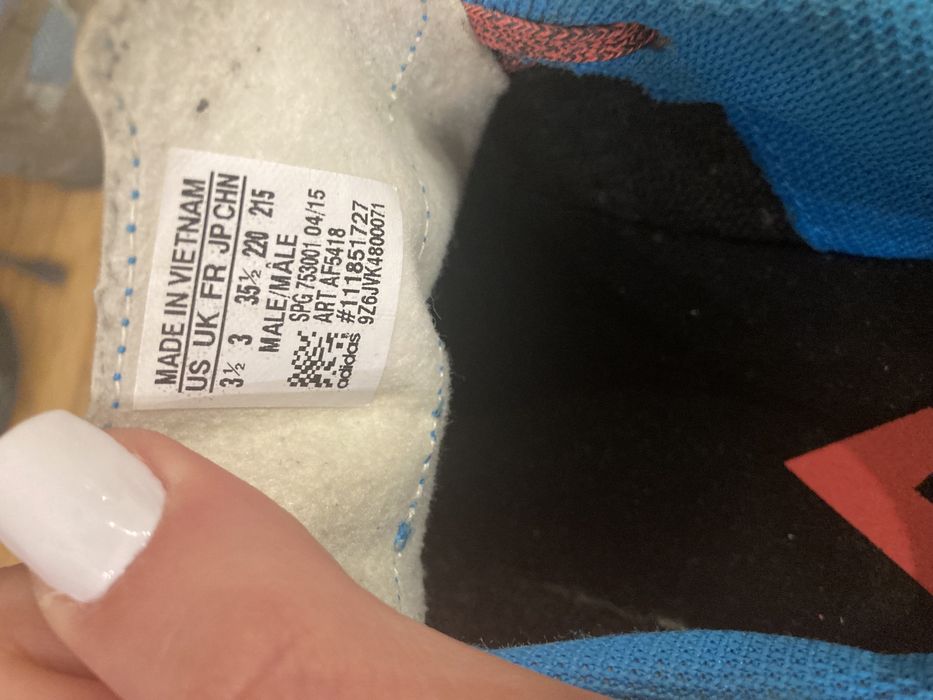 MADE IN VIETNAM
US UK FR JP CHN
3½ 3 35½ 220 215
MALE/MÂLE
SPG 753001 04/15
ART AF5418
#111851727
9Z6JVK4800071
adidas